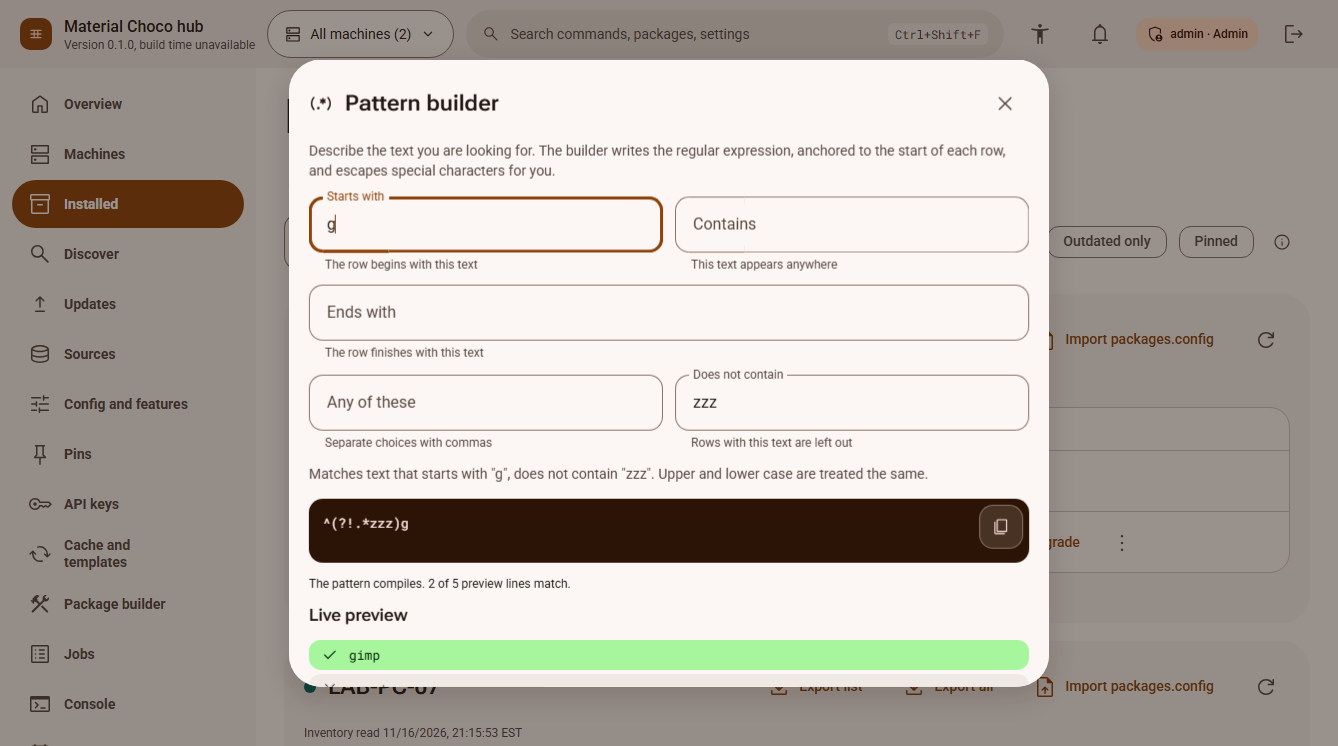 Material Choco hub
Version 0.1.0, build time unavailable
All machines (2)
Search commands, packages, settings
Ctrl+Shift+F
admin · Admin
Overview
Machines
Installed
Discover
Updates
Sources
Config and features
Pins
API keys
Cache and
templates
Package builder
Jobs
Console
(.*) Pattern builder
Describe the text you are looking for. The builder writes the regular expression, anchored to the start of each row,
and escapes special characters for you.
Starts with
g
The row begins with this text
Contains
This text appears anywhere
Ends with
The row finishes with this text
Any of these
Separate choices with commas
Does not contain
zzz
Rows with this text are left out
Matches text that starts with "g", does not contain "zzz". Upper and lower case are treated the same.
^(?!.*zzz)g
The pattern compiles. 2 of 5 preview lines match.
Live preview
gimp
Outdated only
Pinned
Import packages.config
grade
LAB-PC-07
Export list
Export all
Import packages.config
Inventory read 11/16/2026, 21:15:53 EST